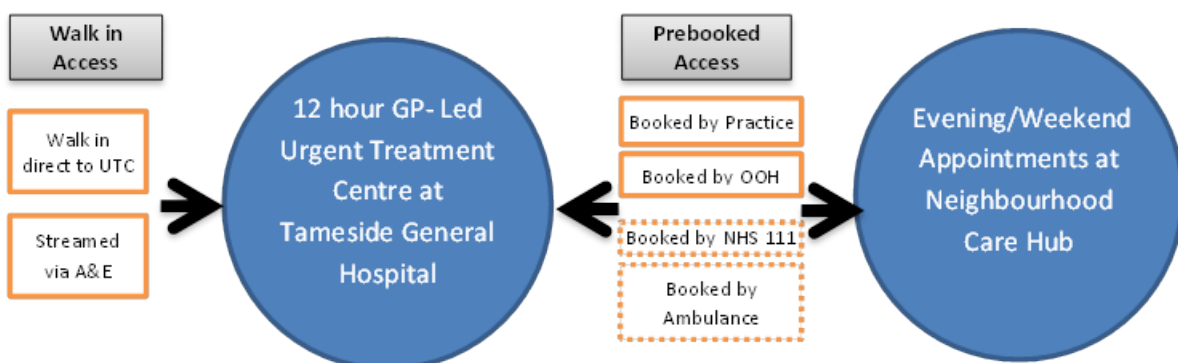 Walk in
Access
Walk in
direct to UTC
Streamed
via A&E
12 hour GP- Led
Urgent Treatment
Centre at
Tameside General
Hospital
Prebooked
Access
Booked by Practice
Booked by OOH
Booked by NHS 111
Booked by
Ambulance
Evening/Weekend
Appointments at
Neighbourhood
Care Hub